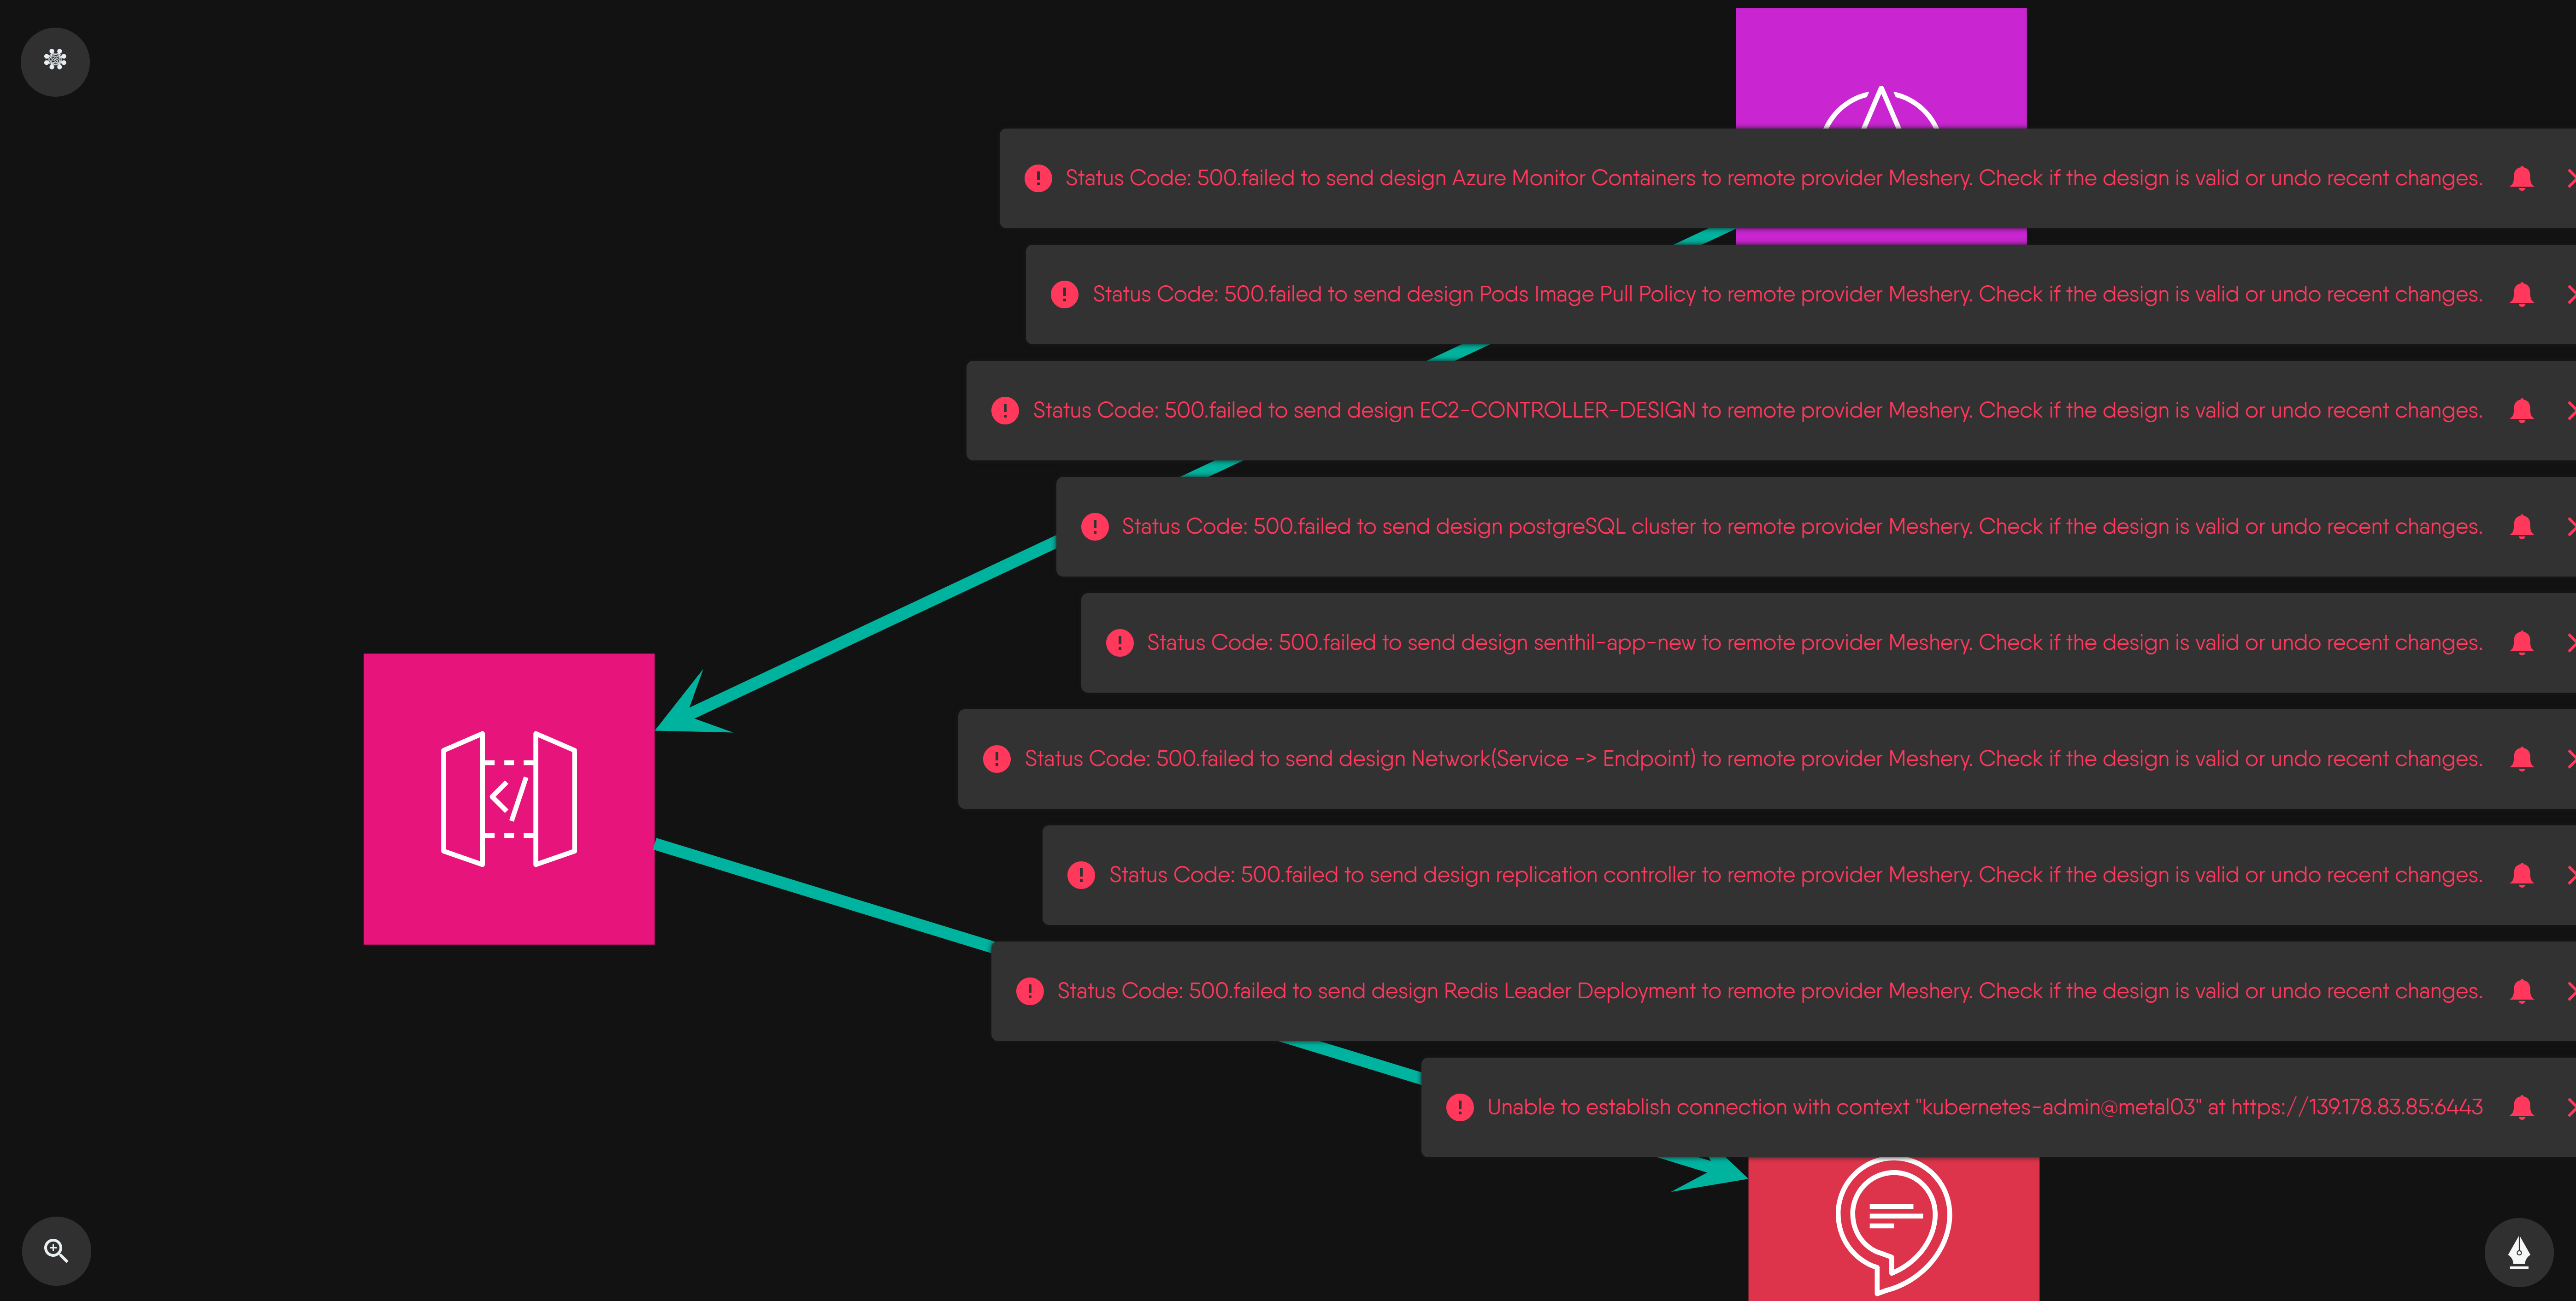 Status Code: 500.failed to send design Azure Monitor Containers to remote provider Meshery. Check if the design is valid or undo recent changes.
Status Code: 500.failed to send design Pods Image Pull Policy to remote provider Meshery. Check if the design is valid or undo recent changes.
Status Code: 500.failed to send design EC2-CONTROLLER-DESIGN to remote provider Meshery. Check if the design is valid or undo recent changes.
Status Code: 500.failed to send design postgreSQL cluster to remote provider Meshery. Check if the design is valid or undo recent changes.
Status Code: 500.failed to send design senthil-app-new to remote provider Meshery. Check if the design is valid or undo recent changes.
Status Code: 500.failed to send design Network(Service -> Endpoint) to remote provider Meshery. Check if the design is valid or undo recent changes.
Status Code: 500.failed to send design replication controller to remote provider Meshery. Check if the design is valid or undo recent changes.
Status Code: 500.failed to send design Redis Leader Deployment to remote provider Meshery. Check if the design is valid or undo recent changes.
Unable to establish connection with context "kubernetes-admin@metal03" at https://139.178.83.85:6443